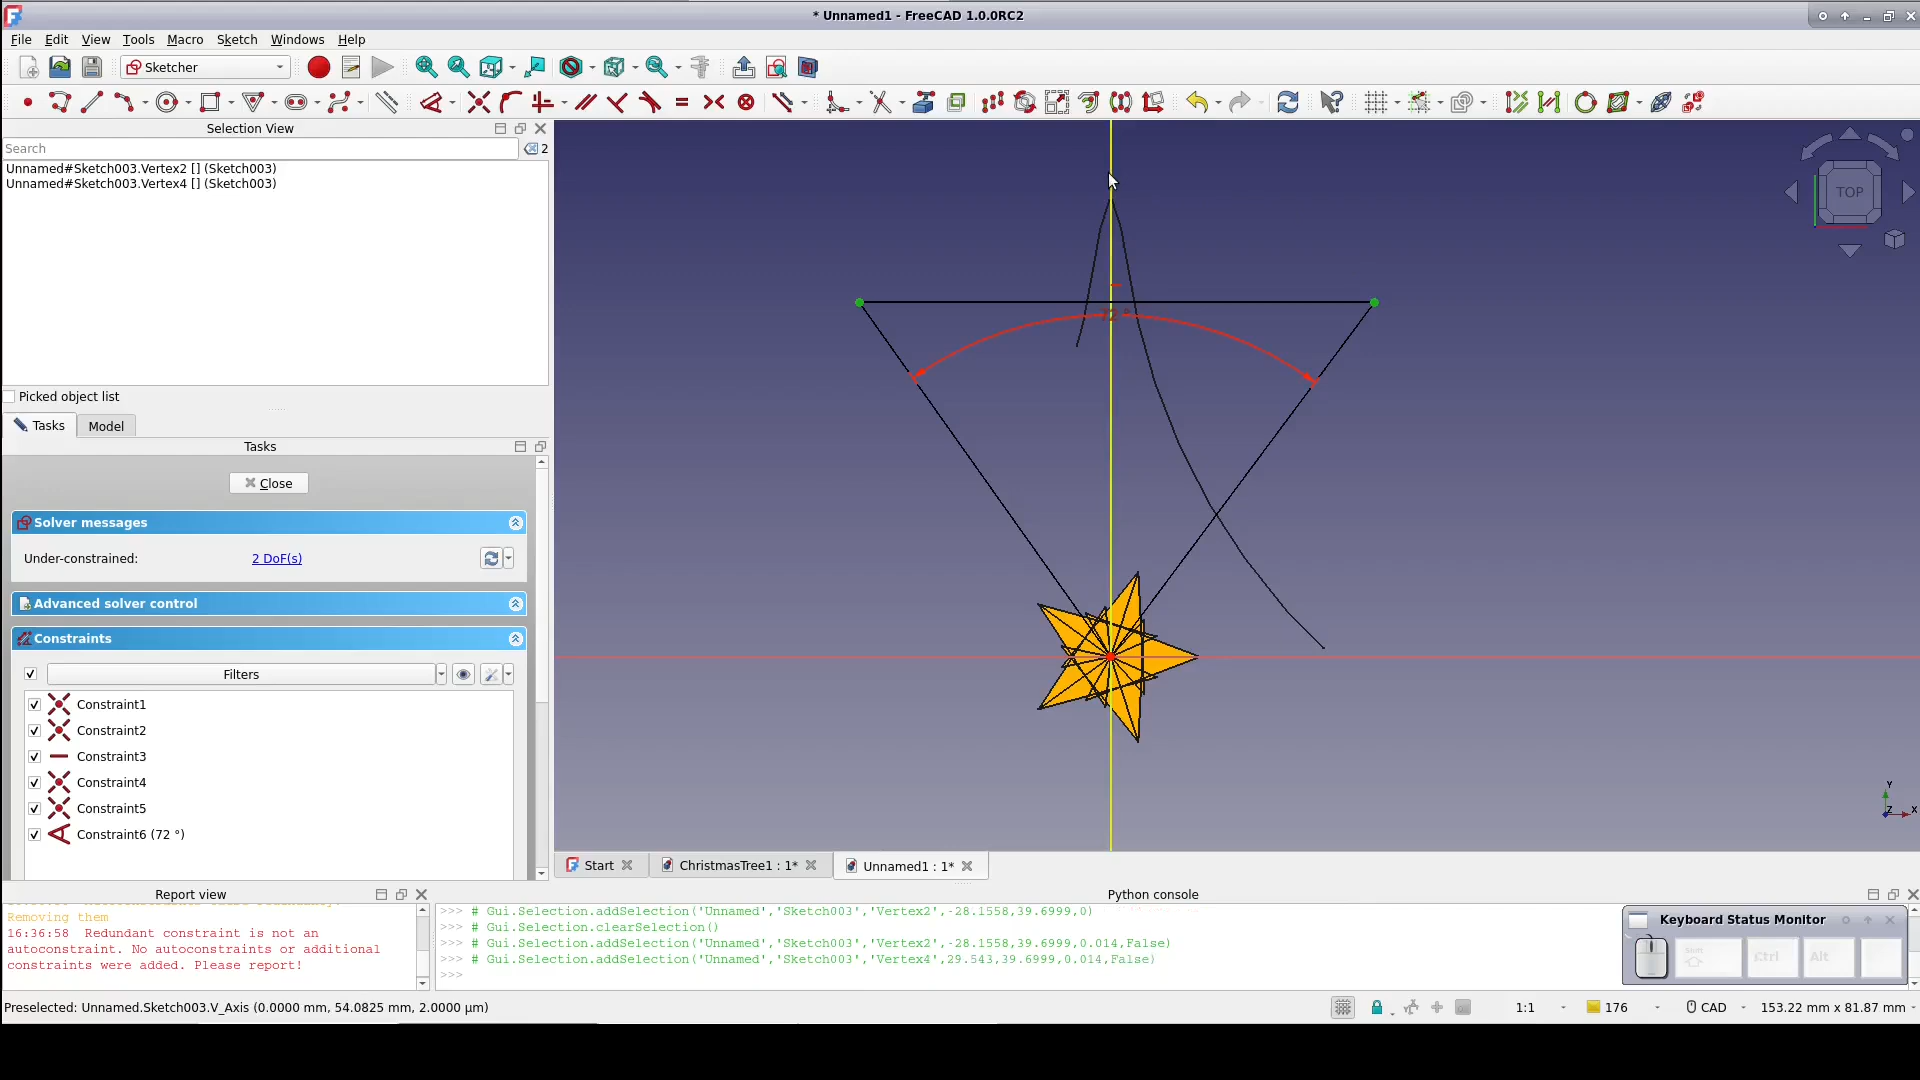 * Unnamed1 - FreeCAD 1.0.0RC2
File Edit View Tools Macro Sketch Windows Help
Sketcher
Selection View
Search
2
Unnamed#Sketch003.Vertex2 [] (Sketch003)
Unnamed#Sketch003.Vertex4 [] (Sketch003)
Picked object list
Tasks
Model
Tasks
Close
Solver messages
Under-constrained: 2 DoF(s)
Advanced solver control
Constraints
Filters
Constraint1
Constraint2
Constraint3
Constraint4
Constraint5
Constraint6 (72 °)
TOP
72 °
Y
Z
X
Start
ChristmasTree1 : 1*
Unnamed1 : 1*
Report view
Removing them
16:36:58 Redundant constraint is not an
autoconstraint. No autoconstraints or additional
constraints were added. Please report!
Python console
>>> # Gui.Selection.addSelection('Unnamed','Sketch003','Vertex2',-28.1558,39.6999,0)
>>> # Gui.Selection.clearSelection()
>>> # Gui.Selection.addSelection('Unnamed','Sketch003','Vertex2',-28.1558,39.6999,0.014,False)
>>> # Gui.Selection.addSelection('Unnamed','Sketch003','Vertex4',29.543,39.6999,0.014,False)
>>>
Keyboard Status Monitor
Shift
Ctrl
Alt
Preselected: Unnamed.Sketch003.V_Axis (0.0000 mm, 54.0825 mm, 2.0000 µm)
1:1
176
CAD
153.22 mm x 81.87 mm